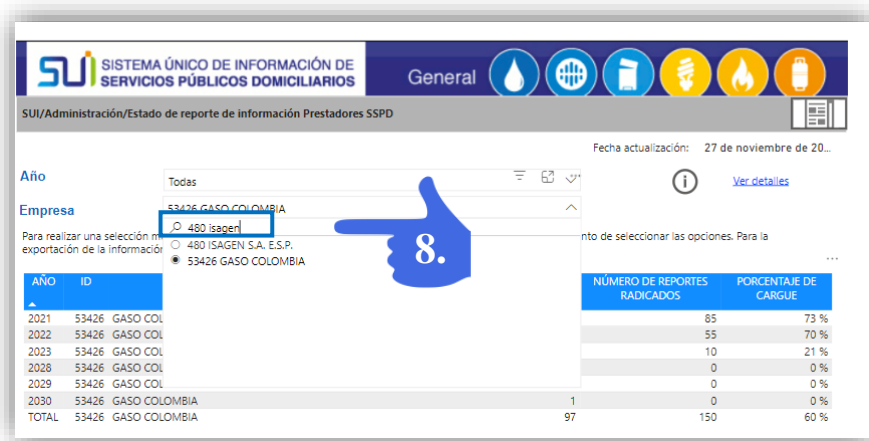 SUI SISTEMA ÚNICO DE INFORMACIÓN DE
SERVICIOS PÚBLICOS DOMICILIARIOS
General
SUI/Administración/Estado de reporte de información Prestadores SSPD
Fecha actualización: 27 de noviembre de 20...
Año
Todas
Ver detalles
Empresa
53426 GASO COLOMBIA
480 isagen
480 ISAGEN S.A. E.S.P.
53426 GASO COLOMBIA
8.
Para realizar una selección m
nto de seleccionar las opciones. Para la
exportación de la informació
...
AÑO ID NÚMERO DE REPORTES RADICADOS PORCENTAJE DE CARGUE
2021 53426 GASO COL 85 73 %
2022 53426 GASO COL 55 70 %
2023 53426 GASO COL 10 21 %
2028 53426 GASO COL 0 0 %
2029 53426 GASO COL 0 0 %
2030 53426 GASO COLOMBIA 1 0 0 %
TOTAL 53426 GASO COLOMBIA 97 150 60 %